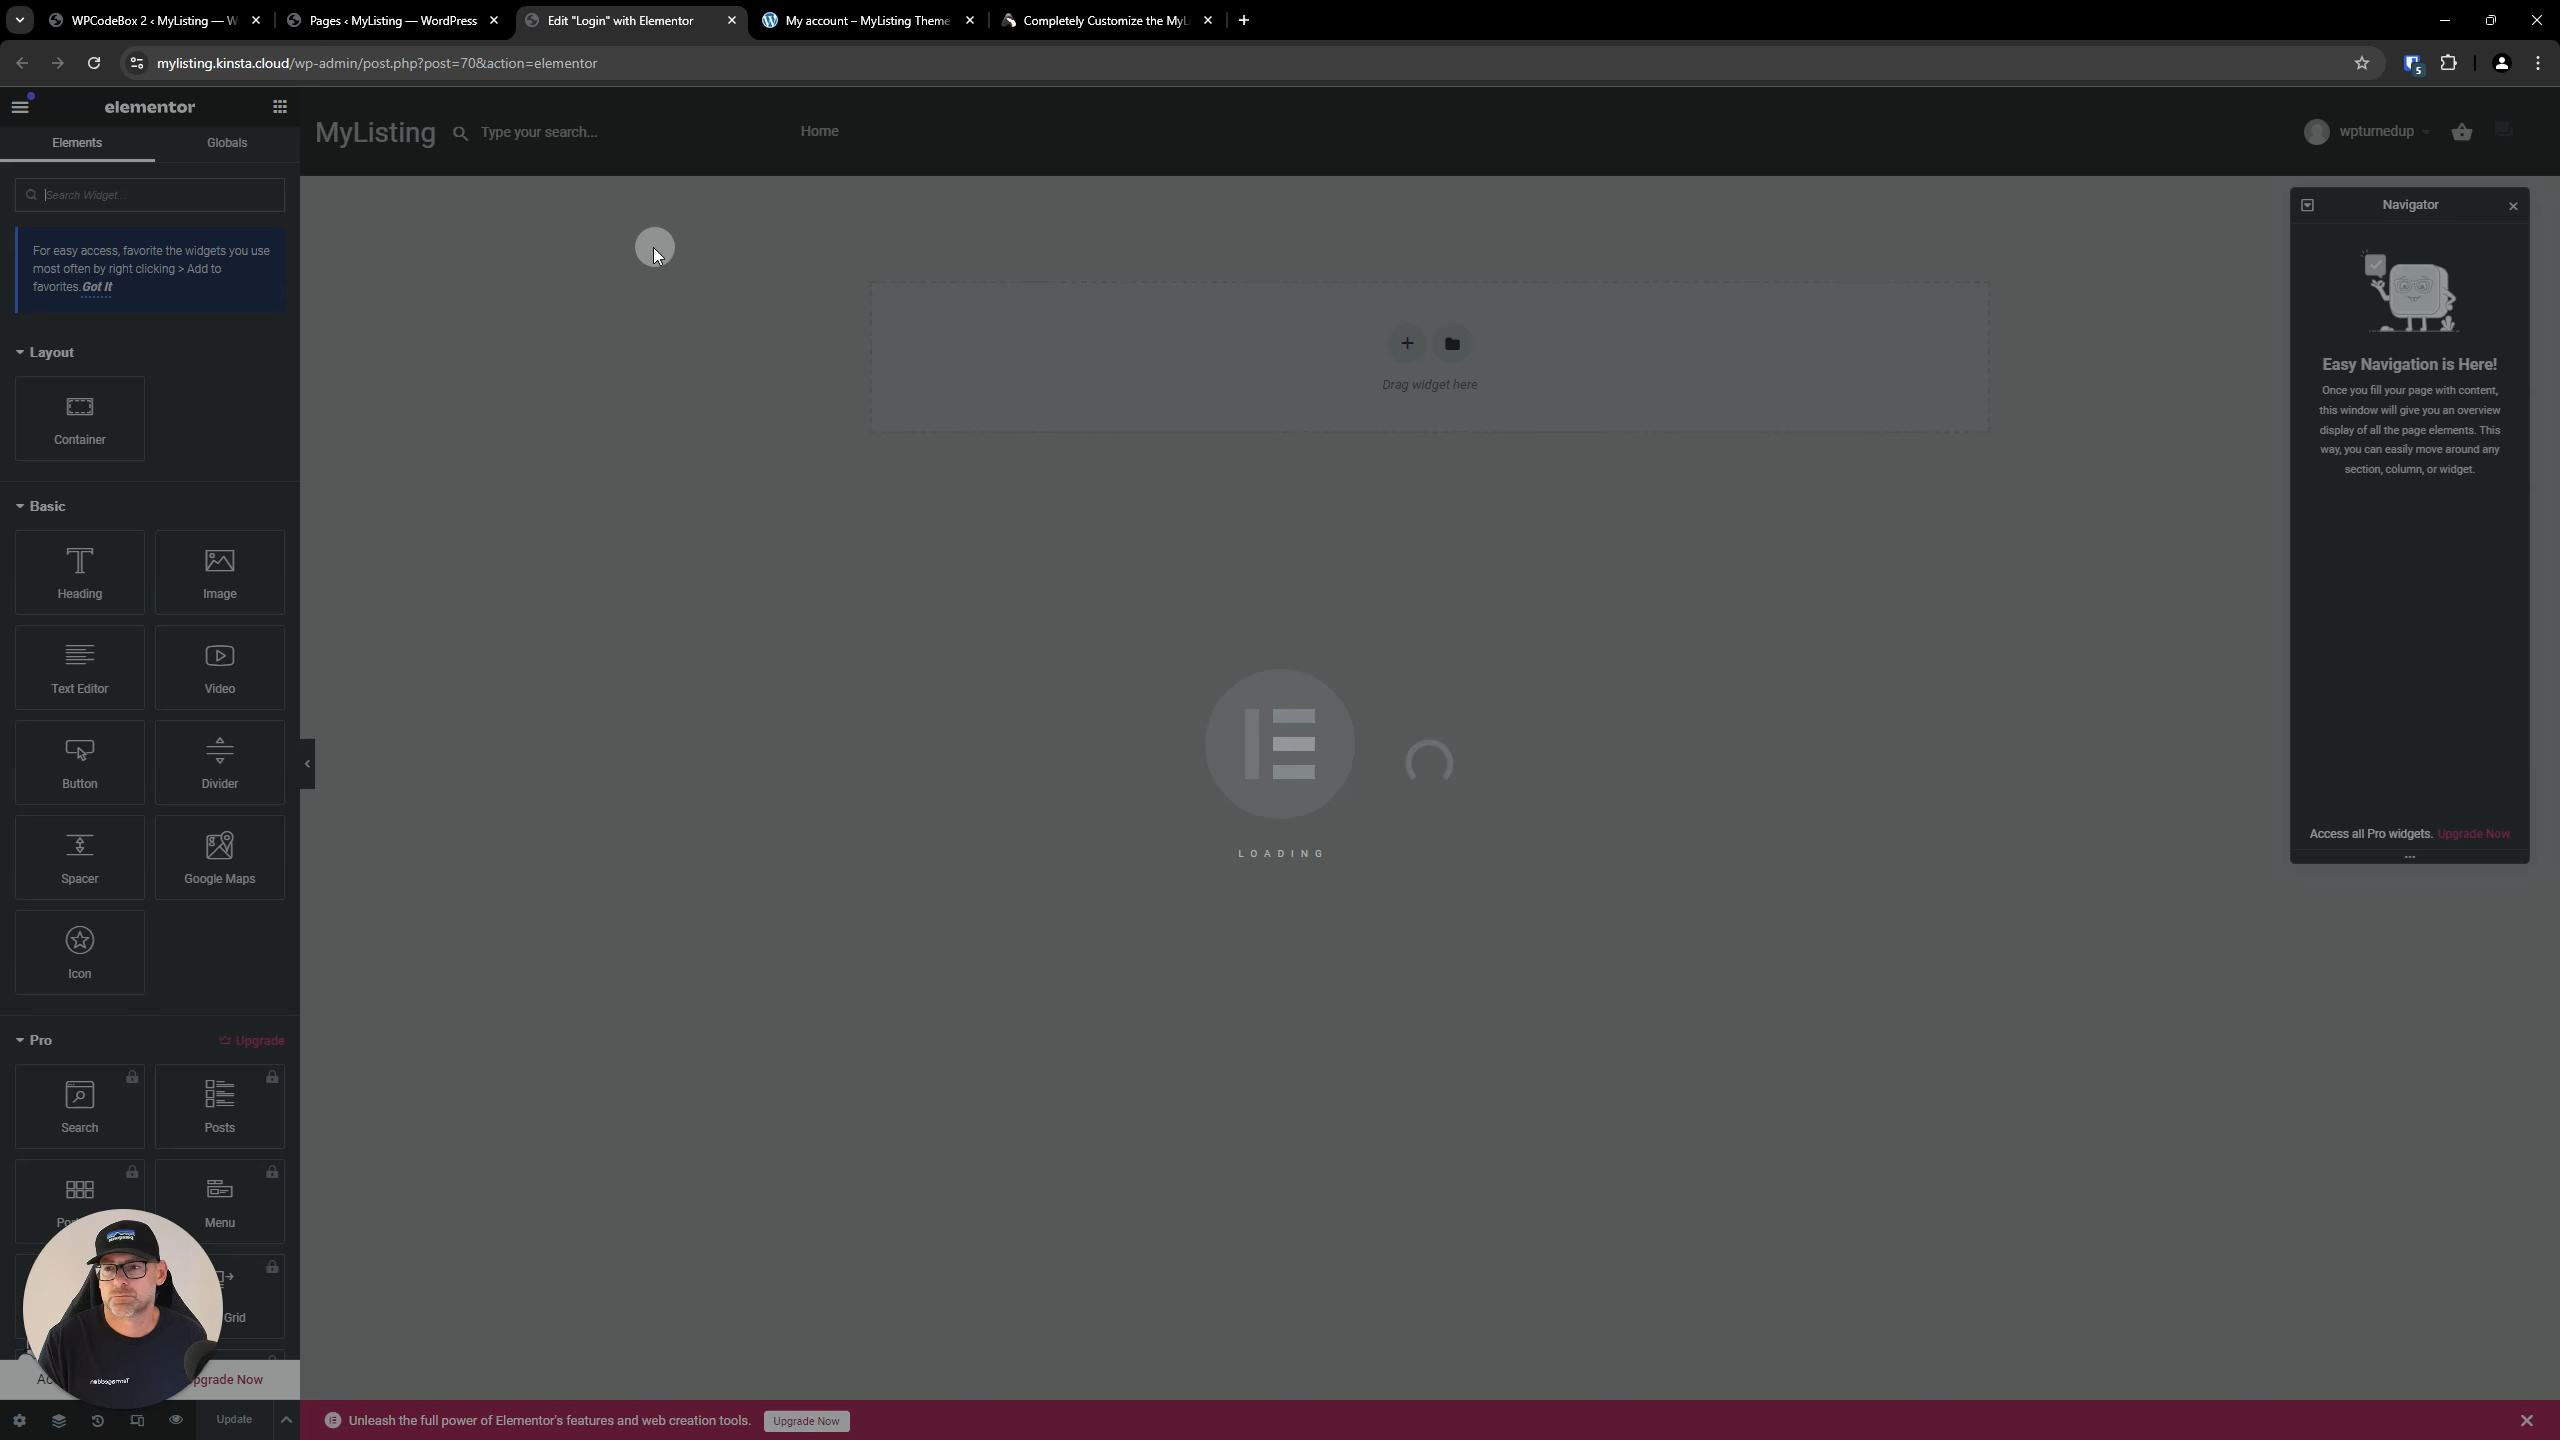 WPCodeBox 2 ‹ MyListing — W
Pages ‹ MyListing — WordPress
Edit "Login" with Elementor
My account – MyListing Theme
Completely Customize the MyL
mylisting.kinsta.cloud/wp-admin/post.php?post=70&action=elementor
5
elementor
Elements
Globals
Search Widget...
For easy access, favorite the widgets you use
most often by right clicking > Add to
favorites. Got It
Layout
Container
Basic
Heading
Image
Text Editor
Video
Button
Divider
Spacer
Google Maps
Icon
Pro
Upgrade
Search
Posts
Menu
Grid
Upgrade Now
Update
MyListing
Type your search...
Home
wpturnedup
Drag widget here
LOADING
Navigator
Easy Navigation is Here!
Once you fill your page with content,
this window will give you an overview
display of all the page elements. This
way, you can easily move around any
section, column, or widget.
Access all Pro widgets. Upgrade Now
Unleash the full power of Elementor's features and web creation tools.
Upgrade Now